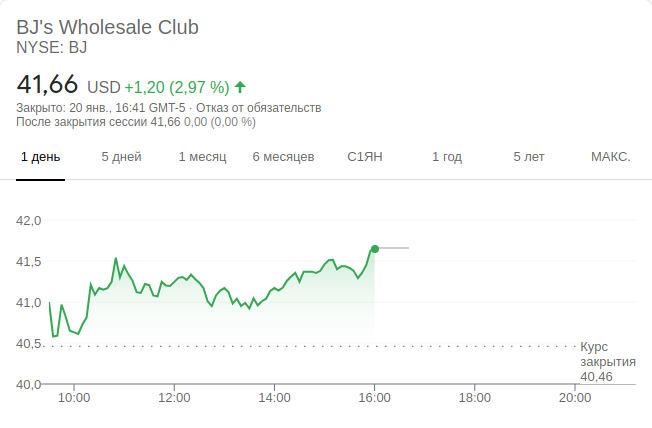 BJ's Wholesale Club
NYSE: BJ
41,66 USD +1,20 (2,97 %)
Закрыто: 20 янв., 16:41 GMT-5 · Отказ от обязательств
После закрытия сессии 41,66 0,00 (0,00 %)
1 день 5 дней 1 месяц 6 месяцев С1ЯН 1 год 5 лет МАКС.
42,0
41,5
41,0
40,5
Курс
закрытия
40,46
40,0
10:00 12:00 14:00 16:00 18:00 20:00